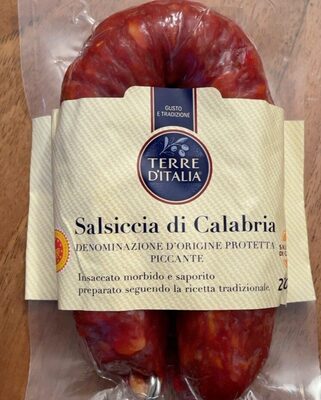 GUSTO
E TRADIZIONE
TERRE
D'ITALIA
Salsiccia di Calabria
DENOMINAZIONE D'ORIGINE PROTETTA
PICCANTE
Insaccato morbido e saporito
preparato seguendo la ricetta tradizionale.